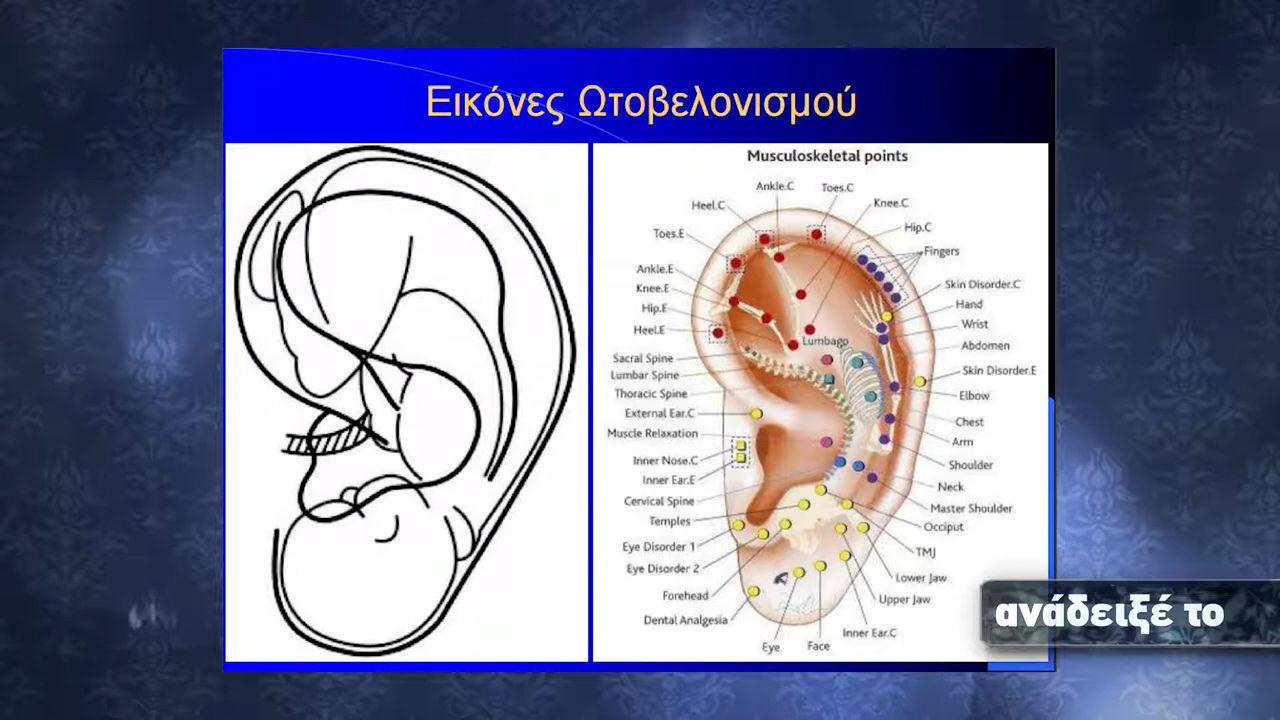 Εικόνες Ωτοβελονισμού
Musculoskeletal points
Ankle.C
Toes.C
Heel.C
Knee.C
Toes.E
Hip.C
Fingers
Ankle.E
Knee.E
Hip.E
Heel.E
Skin Disorder.C
Hand
Wrist
Lumbago
Abdomen
Sacral Spine
Lumbar Spine
Thoracic Spine
External Ear.C
Muscle Relaxation
Inner Nose.C
Inner Ear.E
Cervical Spine
Temples
Eye Disorder 1
Eye Disorder 2
Forehead
Dental Analgesia
Skin Disorder.E
Elbow
Chest
Arm
Shoulder
Neck
Master Shoulder
Occiput
TMJ
Lower Jaw
Upper Jaw
Inner Ear.C
Eye
Face
ανάδειξέ το